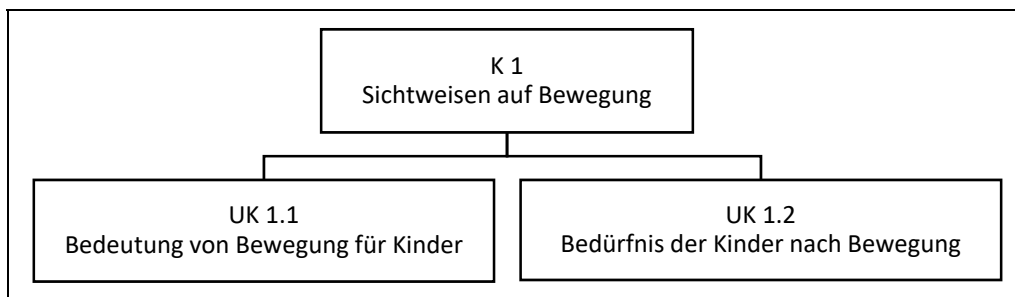 K 1
Sichtweisen auf Bewegung
UK 1.1
Bedeutung von Bewegung für Kinder
UK 1.2
Bedürfnis der Kinder nach Bewegung